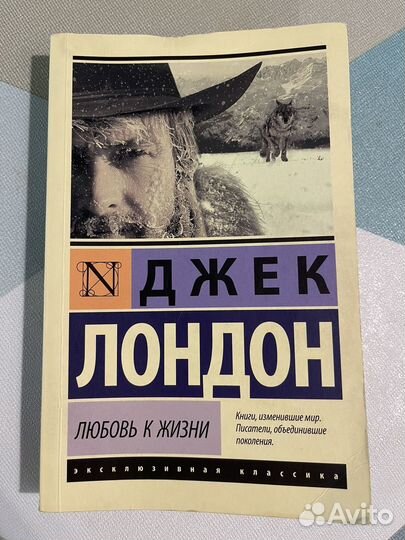 N
ДЖЕК
ЛОНДОН
ЛЮБОВЬ К ЖИЗНИ
Книги, изменившие мир.
Писатели, объединившие
поколения.
эксклюзивная классика
Avito